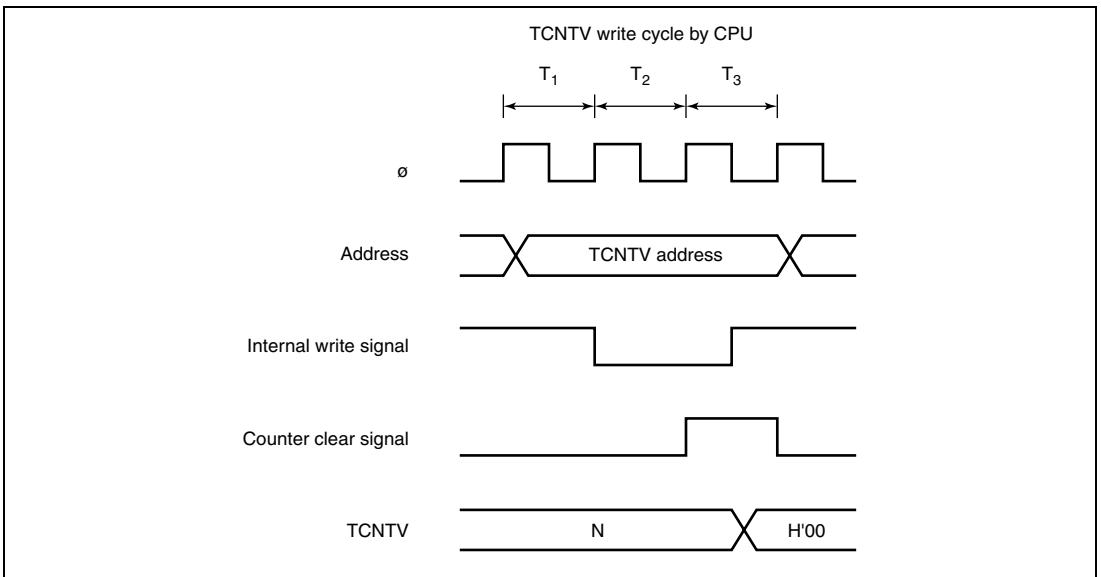 TCNTV write cycle by CPU
T1 T2 T3
ø
Address TCNTV address
Internal write signal
Counter clear signal
TCNTV N H'00